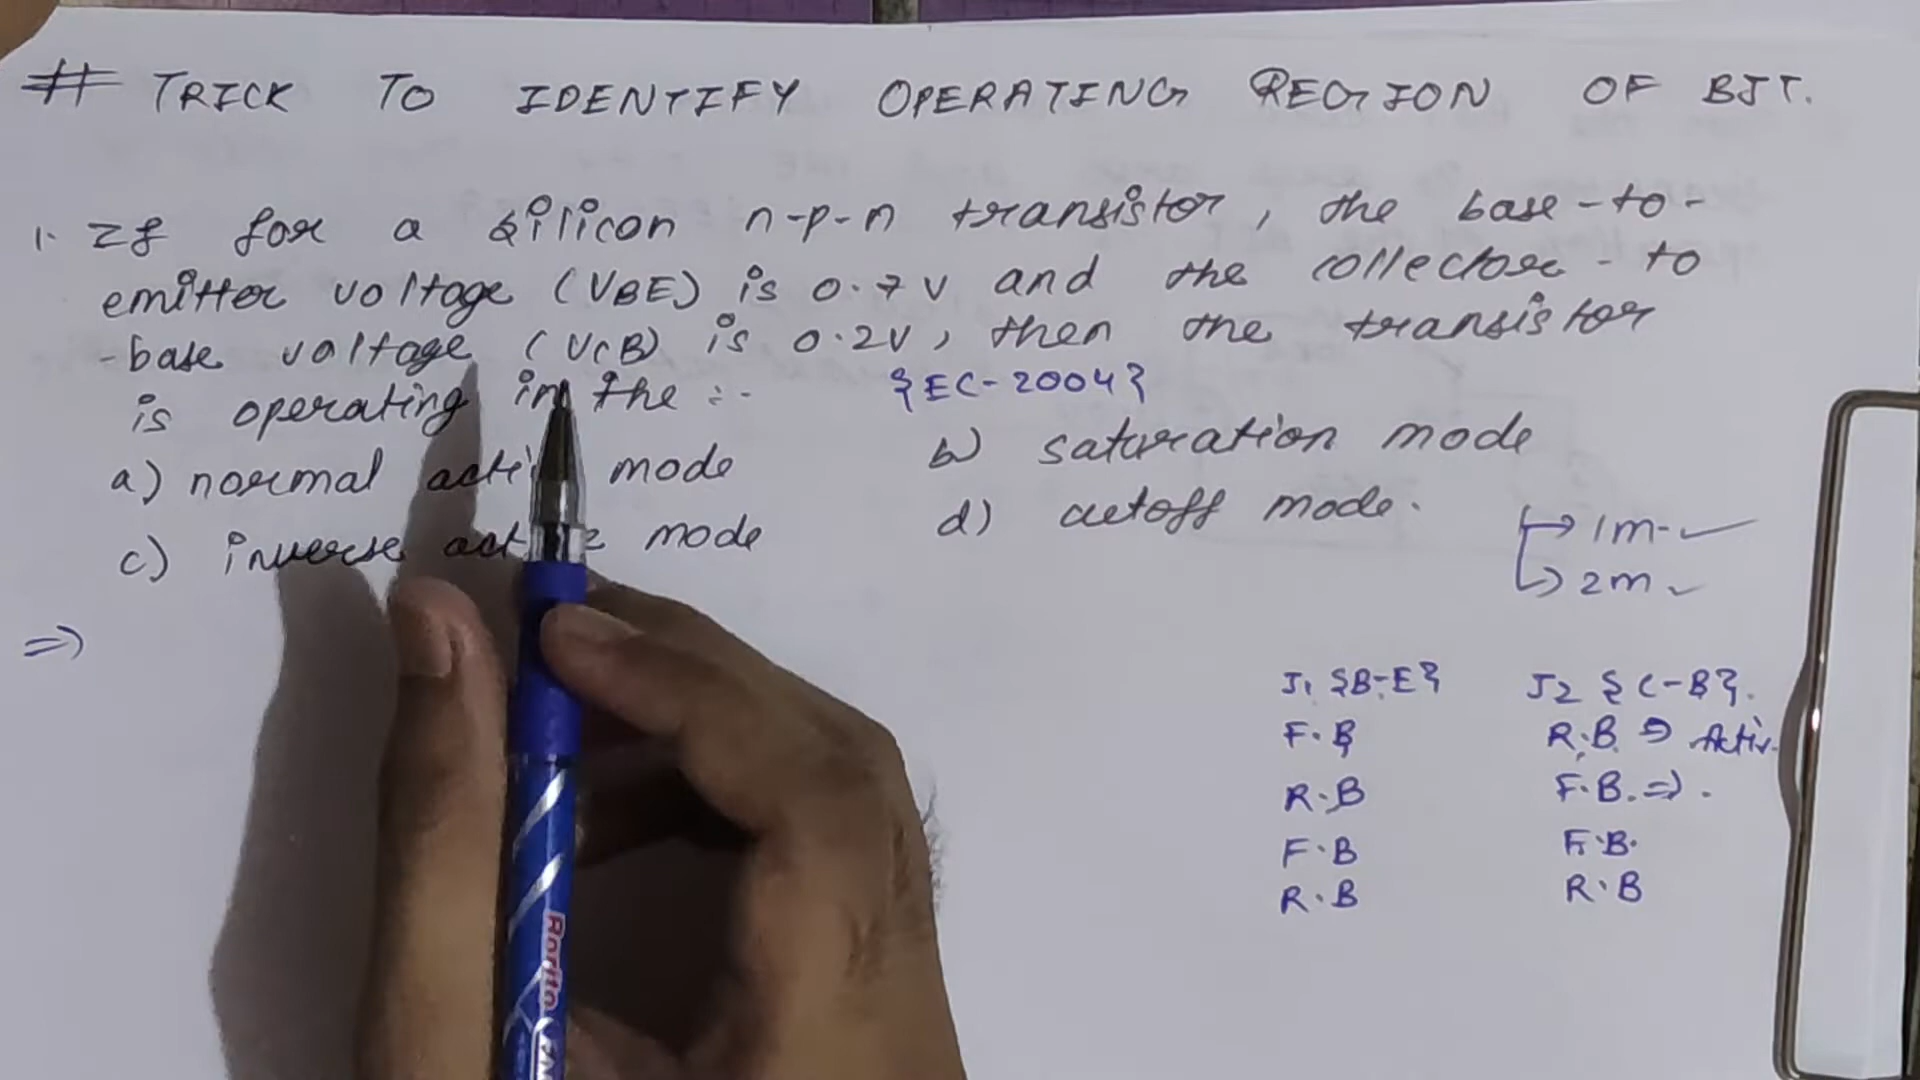 # TRICK TO IDENTIFY OPERATING REGION OF BJT.
1. If for a silicon n-p-n transistor, the base-to-
emitter voltage (VBE) is 0.7V and the collector-to
-base voltage (VCB) is 0.2V, then the transistor
is operating in the :- {EC-2004}
a) normal mode b) saturation mode
c) inverse mode d) cutoff mode.
→ 1m- ✓
→ 2m ✓
⇒)
J1 {B-E} J2 {C-B}.
F.B R.B ⇒ Activ.
R.B F.B. ⇒ .
F.B F.B.
R.B R.B
Rorito